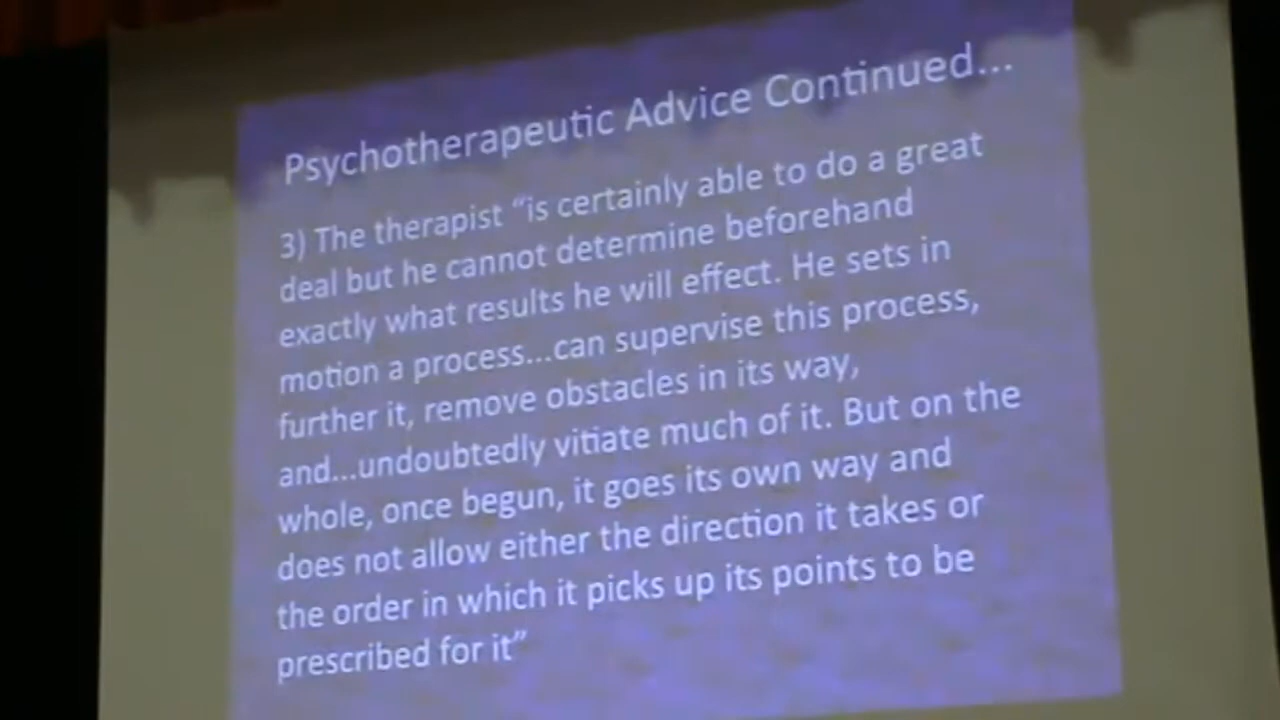 Psychotherapeutic Advice Continued...
3) The therapist “is certainly able to do a great
deal but he cannot determine beforehand
exactly what results he will effect. He sets in
motion a process...can supervise this process,
further it, remove obstacles in its way,
and...undoubtedly vitiate much of it. But on the
whole, once begun, it goes its own way and
does not allow either the direction it takes or
the order in which it picks up its points to be
prescribed for it”